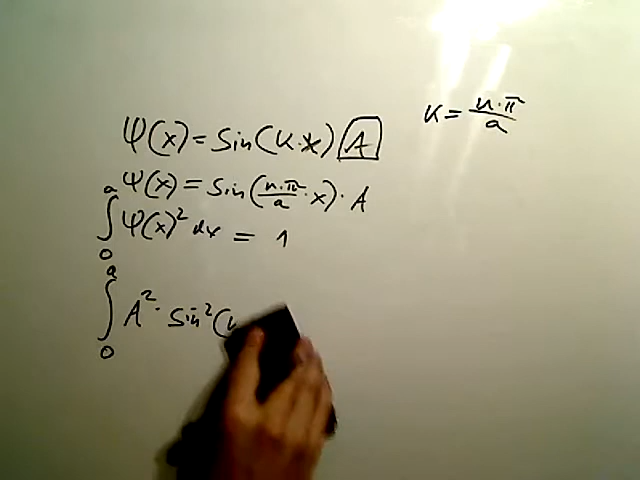 Ψ(x) = Sin(k·x) A
k = n·π/a
Ψ(x) = Sin(n·π/a · x) · A
∫₀ᵃ Ψ(x)² dx = 1
∫₀ᵃ A² · Sin²(